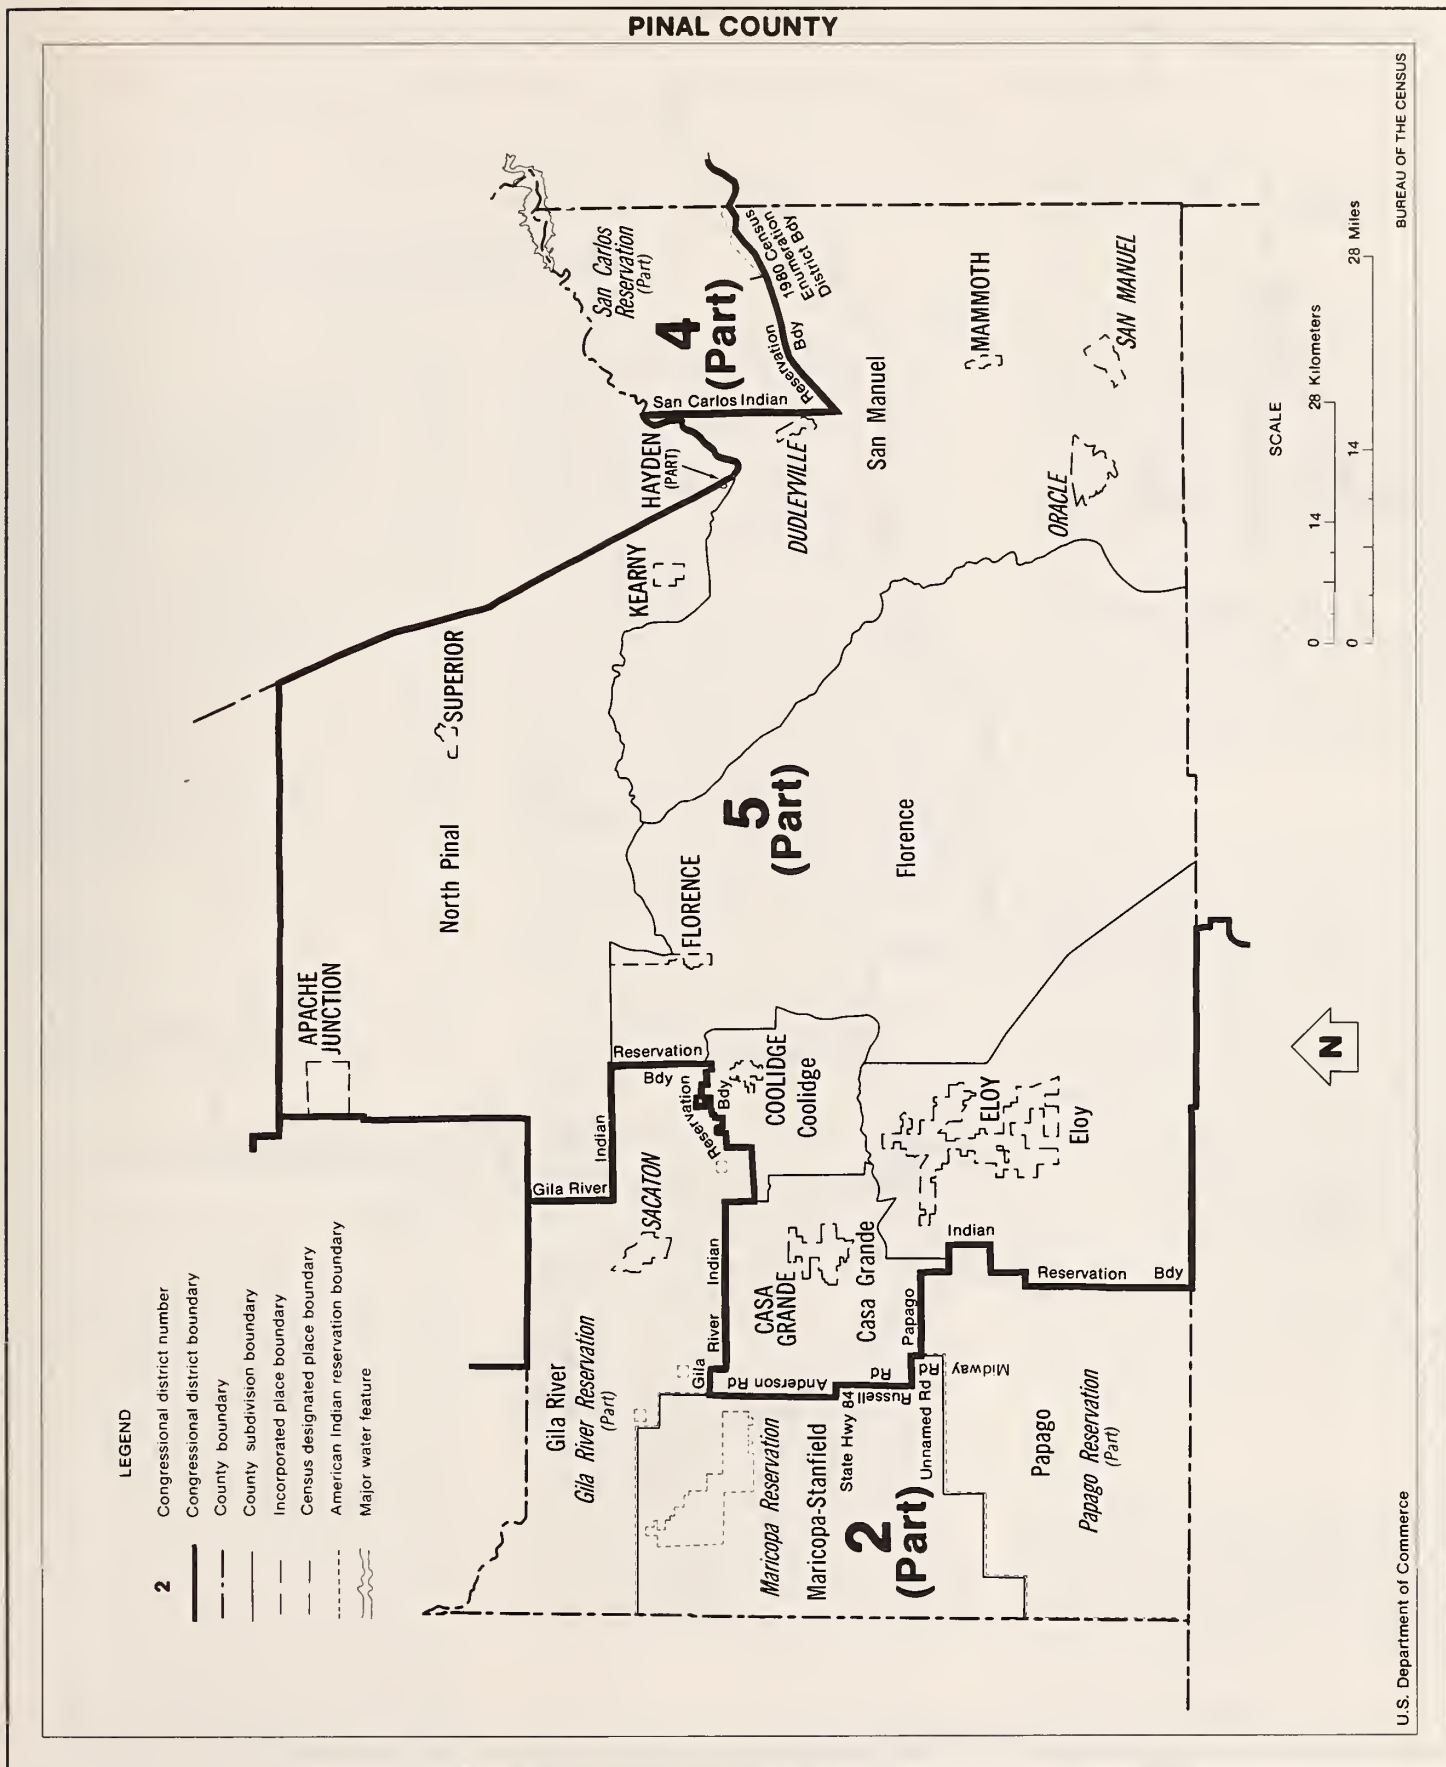 PINAL COUNTY
LEGEND
2 Congressional district number
Congressional district boundary
County boundary
County subdivision boundary
Incorporated place boundary
Census designated place boundary
American Indian reservation boundary
Major water feature
APACHE
JUNCTION
North Pinal
SUPERIOR
KEARNY
HAYDEN
(PART)
San Carlos
Reservation
(Part)
4
(Part)
San Carlos Indian
Reservation
Bdy
1980 Census
Enumeration
District Bdy
DUDLEYVILLE
San Manuel
MAMMOTH
SAN MANUEL
ORACLE
5
(Part)
Florence
FLORENCE
Gila River
Indian
Reservation
Bdy
Reservation
Bdy
COOLIDGE
Coolidge
SACATON
Gila River
Gila River Reservation
(Part)
Gila
River
Indian
CASA
GRANDE
Casa Grande
ELOY
Eloy
Papago
Indian
Reservation
Bdy
Anderson Rd
Russell
Rd
Midway
Rd
State Hwy 84
Unnamed Rd
Maricopa Reservation
Maricopa-Stanfield
2
(Part)
Papago
Papago Reservation
(Part)
N
SCALE
0 14 28 Kilometers
0 14 28 Miles
U.S. Department of Commerce
BUREAU OF THE CENSUS